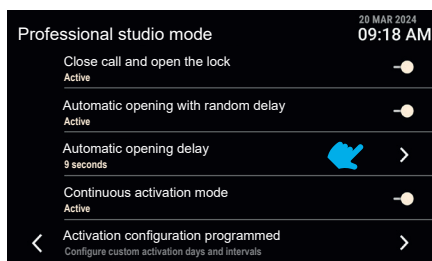 20 MAR 2024
Professional studio mode 09:18 AM
Close call and open the lock
Active
Automatic opening with random delay
Active
Automatic opening delay
9 seconds
Continuous activation mode
Active
Activation configuration programmed
Configure custom activation days and intervals